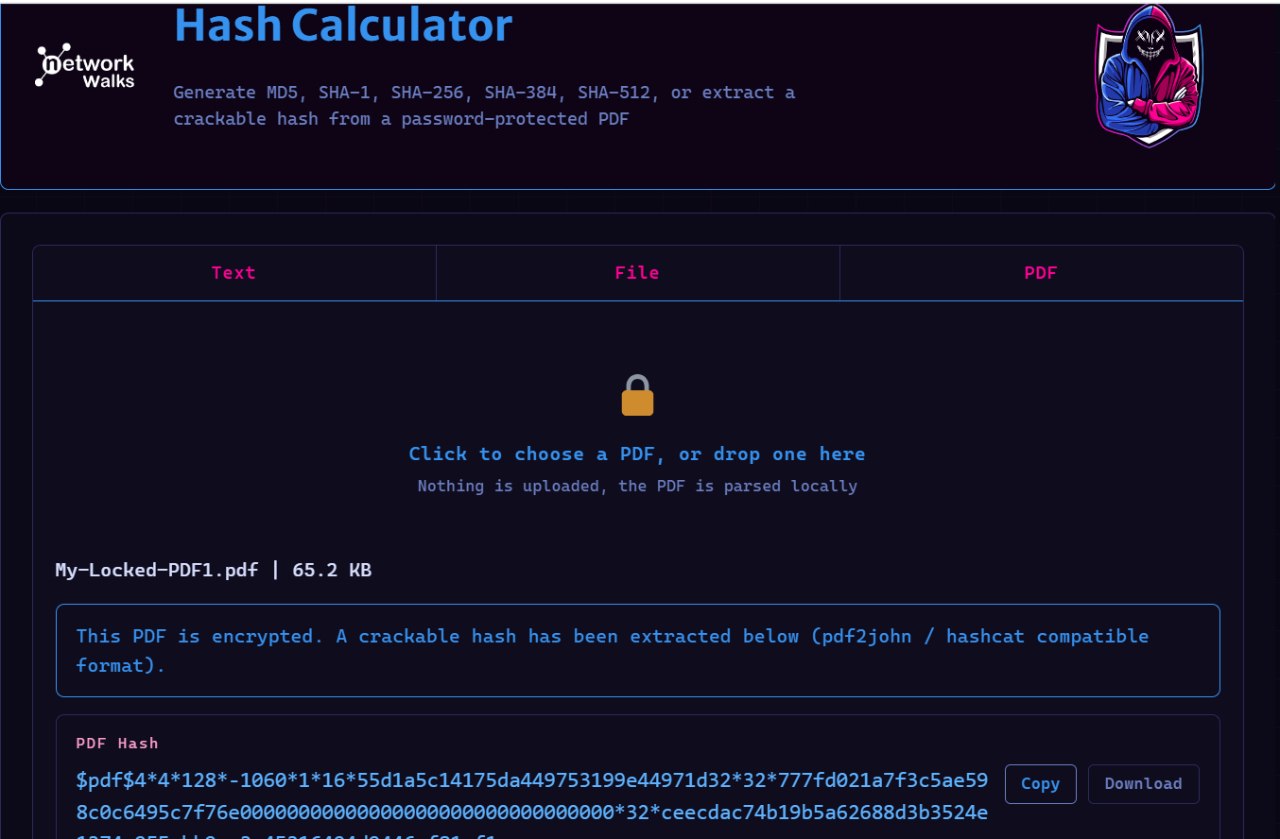 Hash Calculator
network
Walks
Generate MD5, SHA-1, SHA-256, SHA-384, SHA-512, or extract a
crackable hash from a password-protected PDF
Text File PDF
Click to choose a PDF, or drop one here
Nothing is uploaded, the PDF is parsed locally
My-Locked-PDF1.pdf | 65.2 KB
This PDF is encrypted. A crackable hash has been extracted below (pdf2john / hashcat compatible
format).
PDF Hash
$pdf$4*4*128*-1060*1*16*55d1a5c14175da449753199e44971d32*32*777fd021a7f3c5ae59
Copy Download
8c0c6495c7f76e00000000000000000000000000000000*32*ceecdac74b19b5a62688d3b3524e